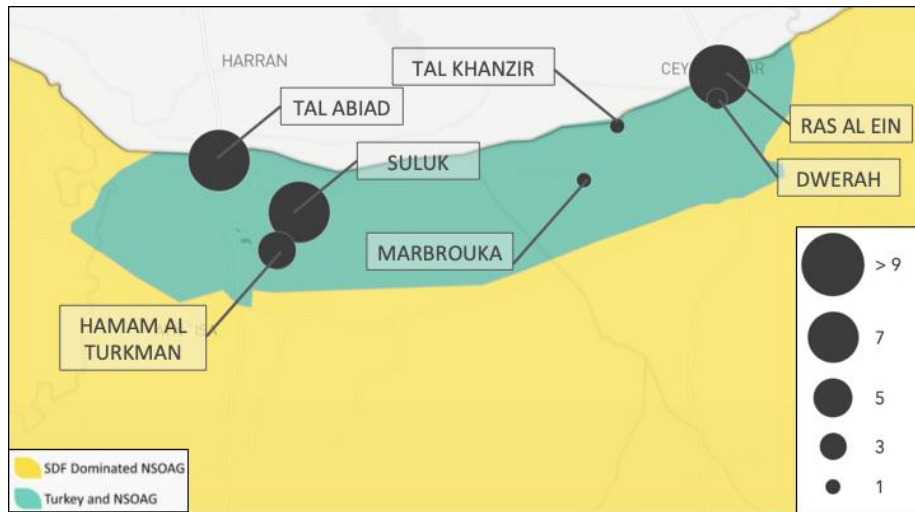 HARRAN
TAL KHANZIR
TAL ABIAD
RAS AL EIN
SULUK
DWERAH
MARBROUKA
HAMAM AL
TURKMAN
> 9
7
5
3
1
SDF Dominated NSOAG
Turkey and NSOAG